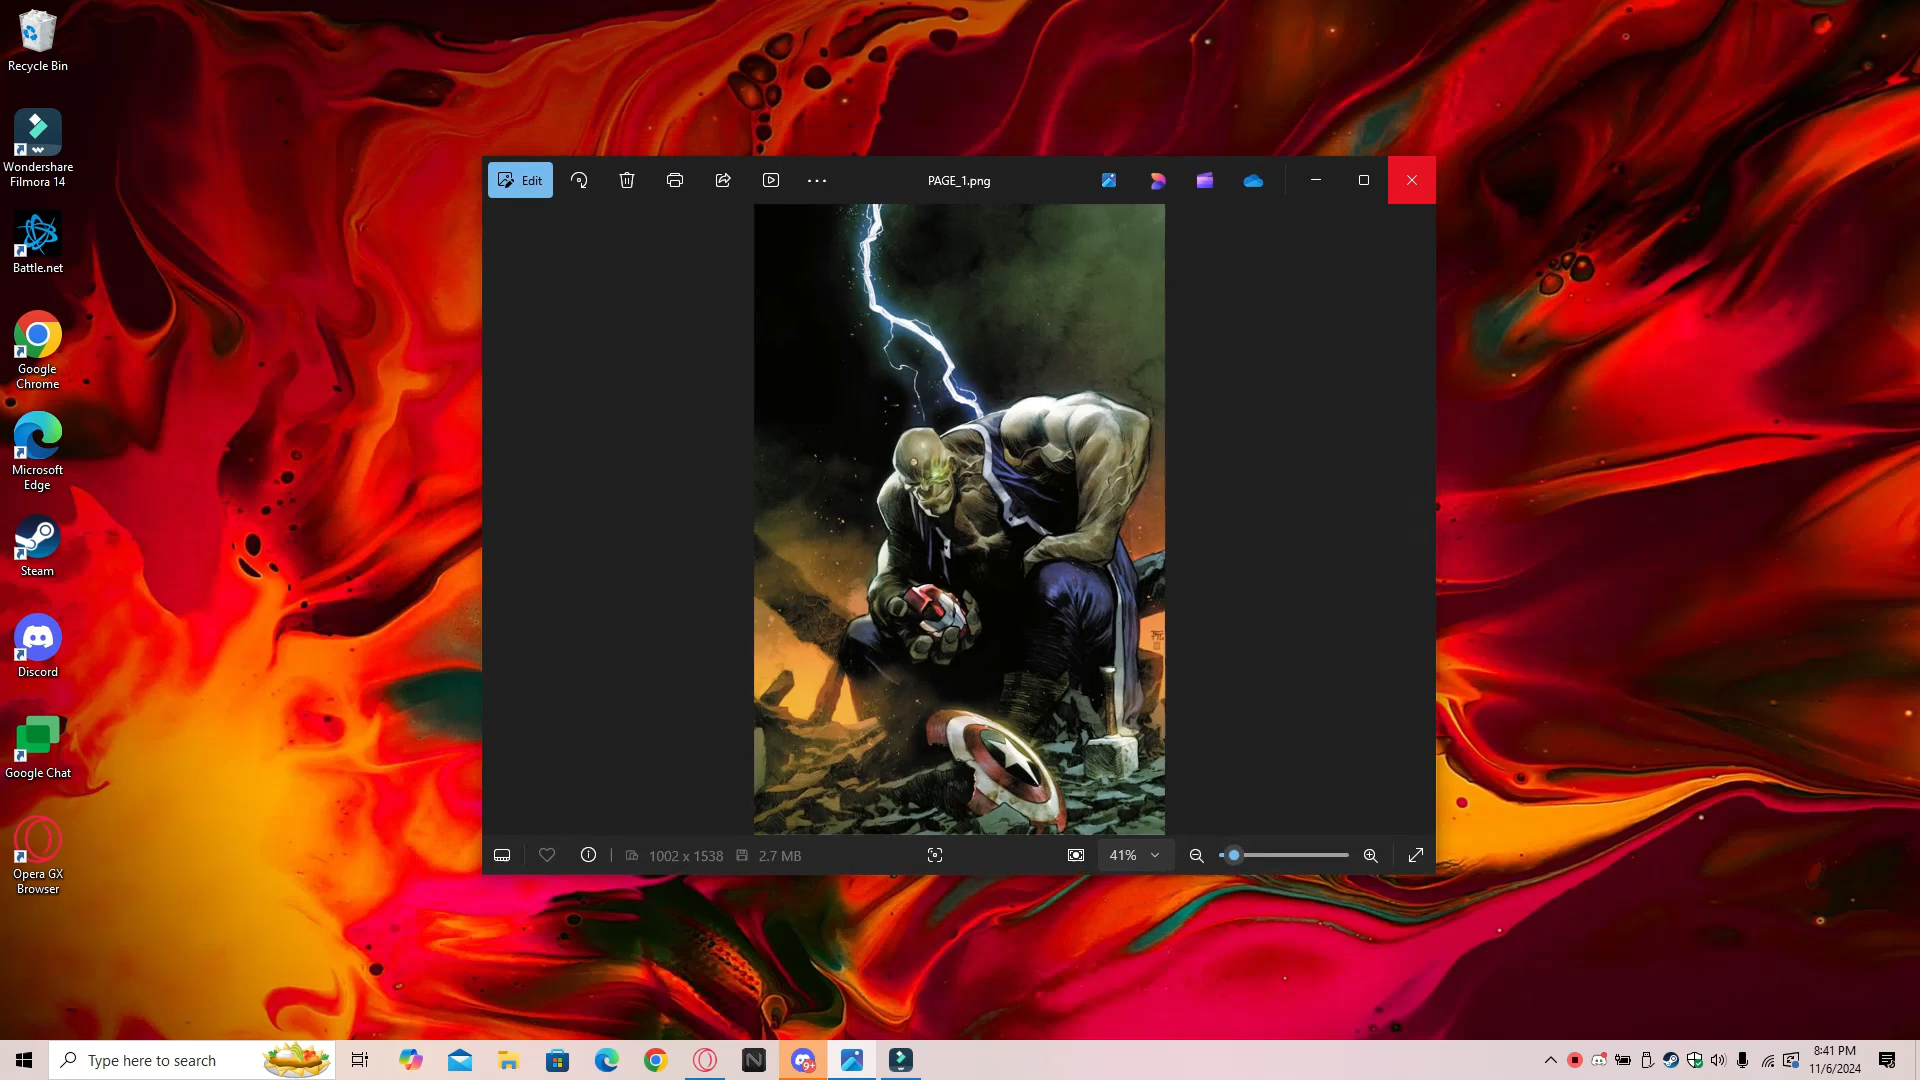 Recycle Bin
Wondershare
Filmora 14
Battle.net
Google
Chrome
Microsoft
Edge
Steam
Discord
Google Chat
Opera GX
Browser
Edit
PAGE_1.png
1002 x 1538
2.7 MB
41%
Type here to search
9+
8:41 PM
11/6/2024